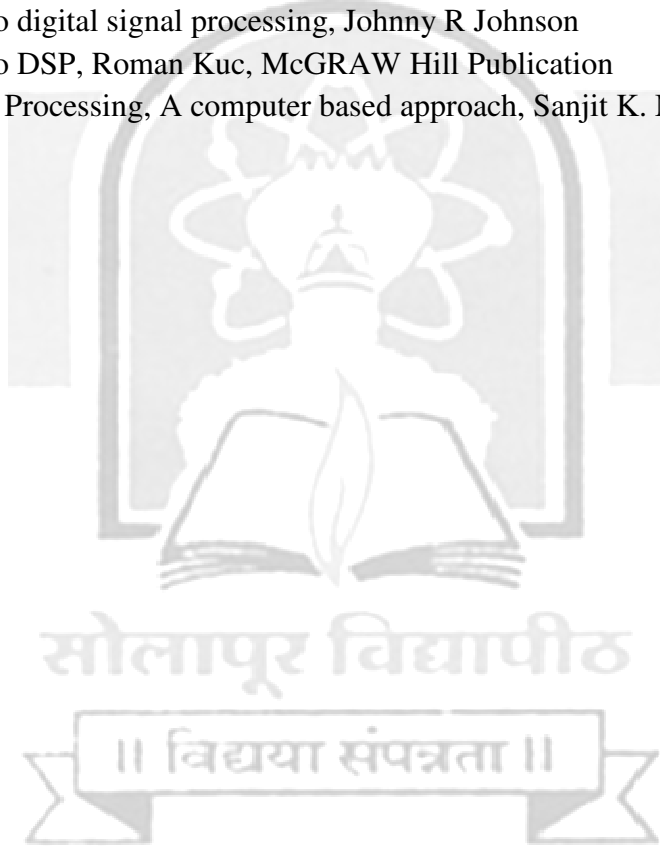 o digital signal processing, Johnny R Johnson
o DSP, Roman Kuc, McGRAW Hill Publication
Processing, A computer based approach, Sanjit K.
सोलापूर विद्यापीठ
|| विद्यया संपन्नता ||